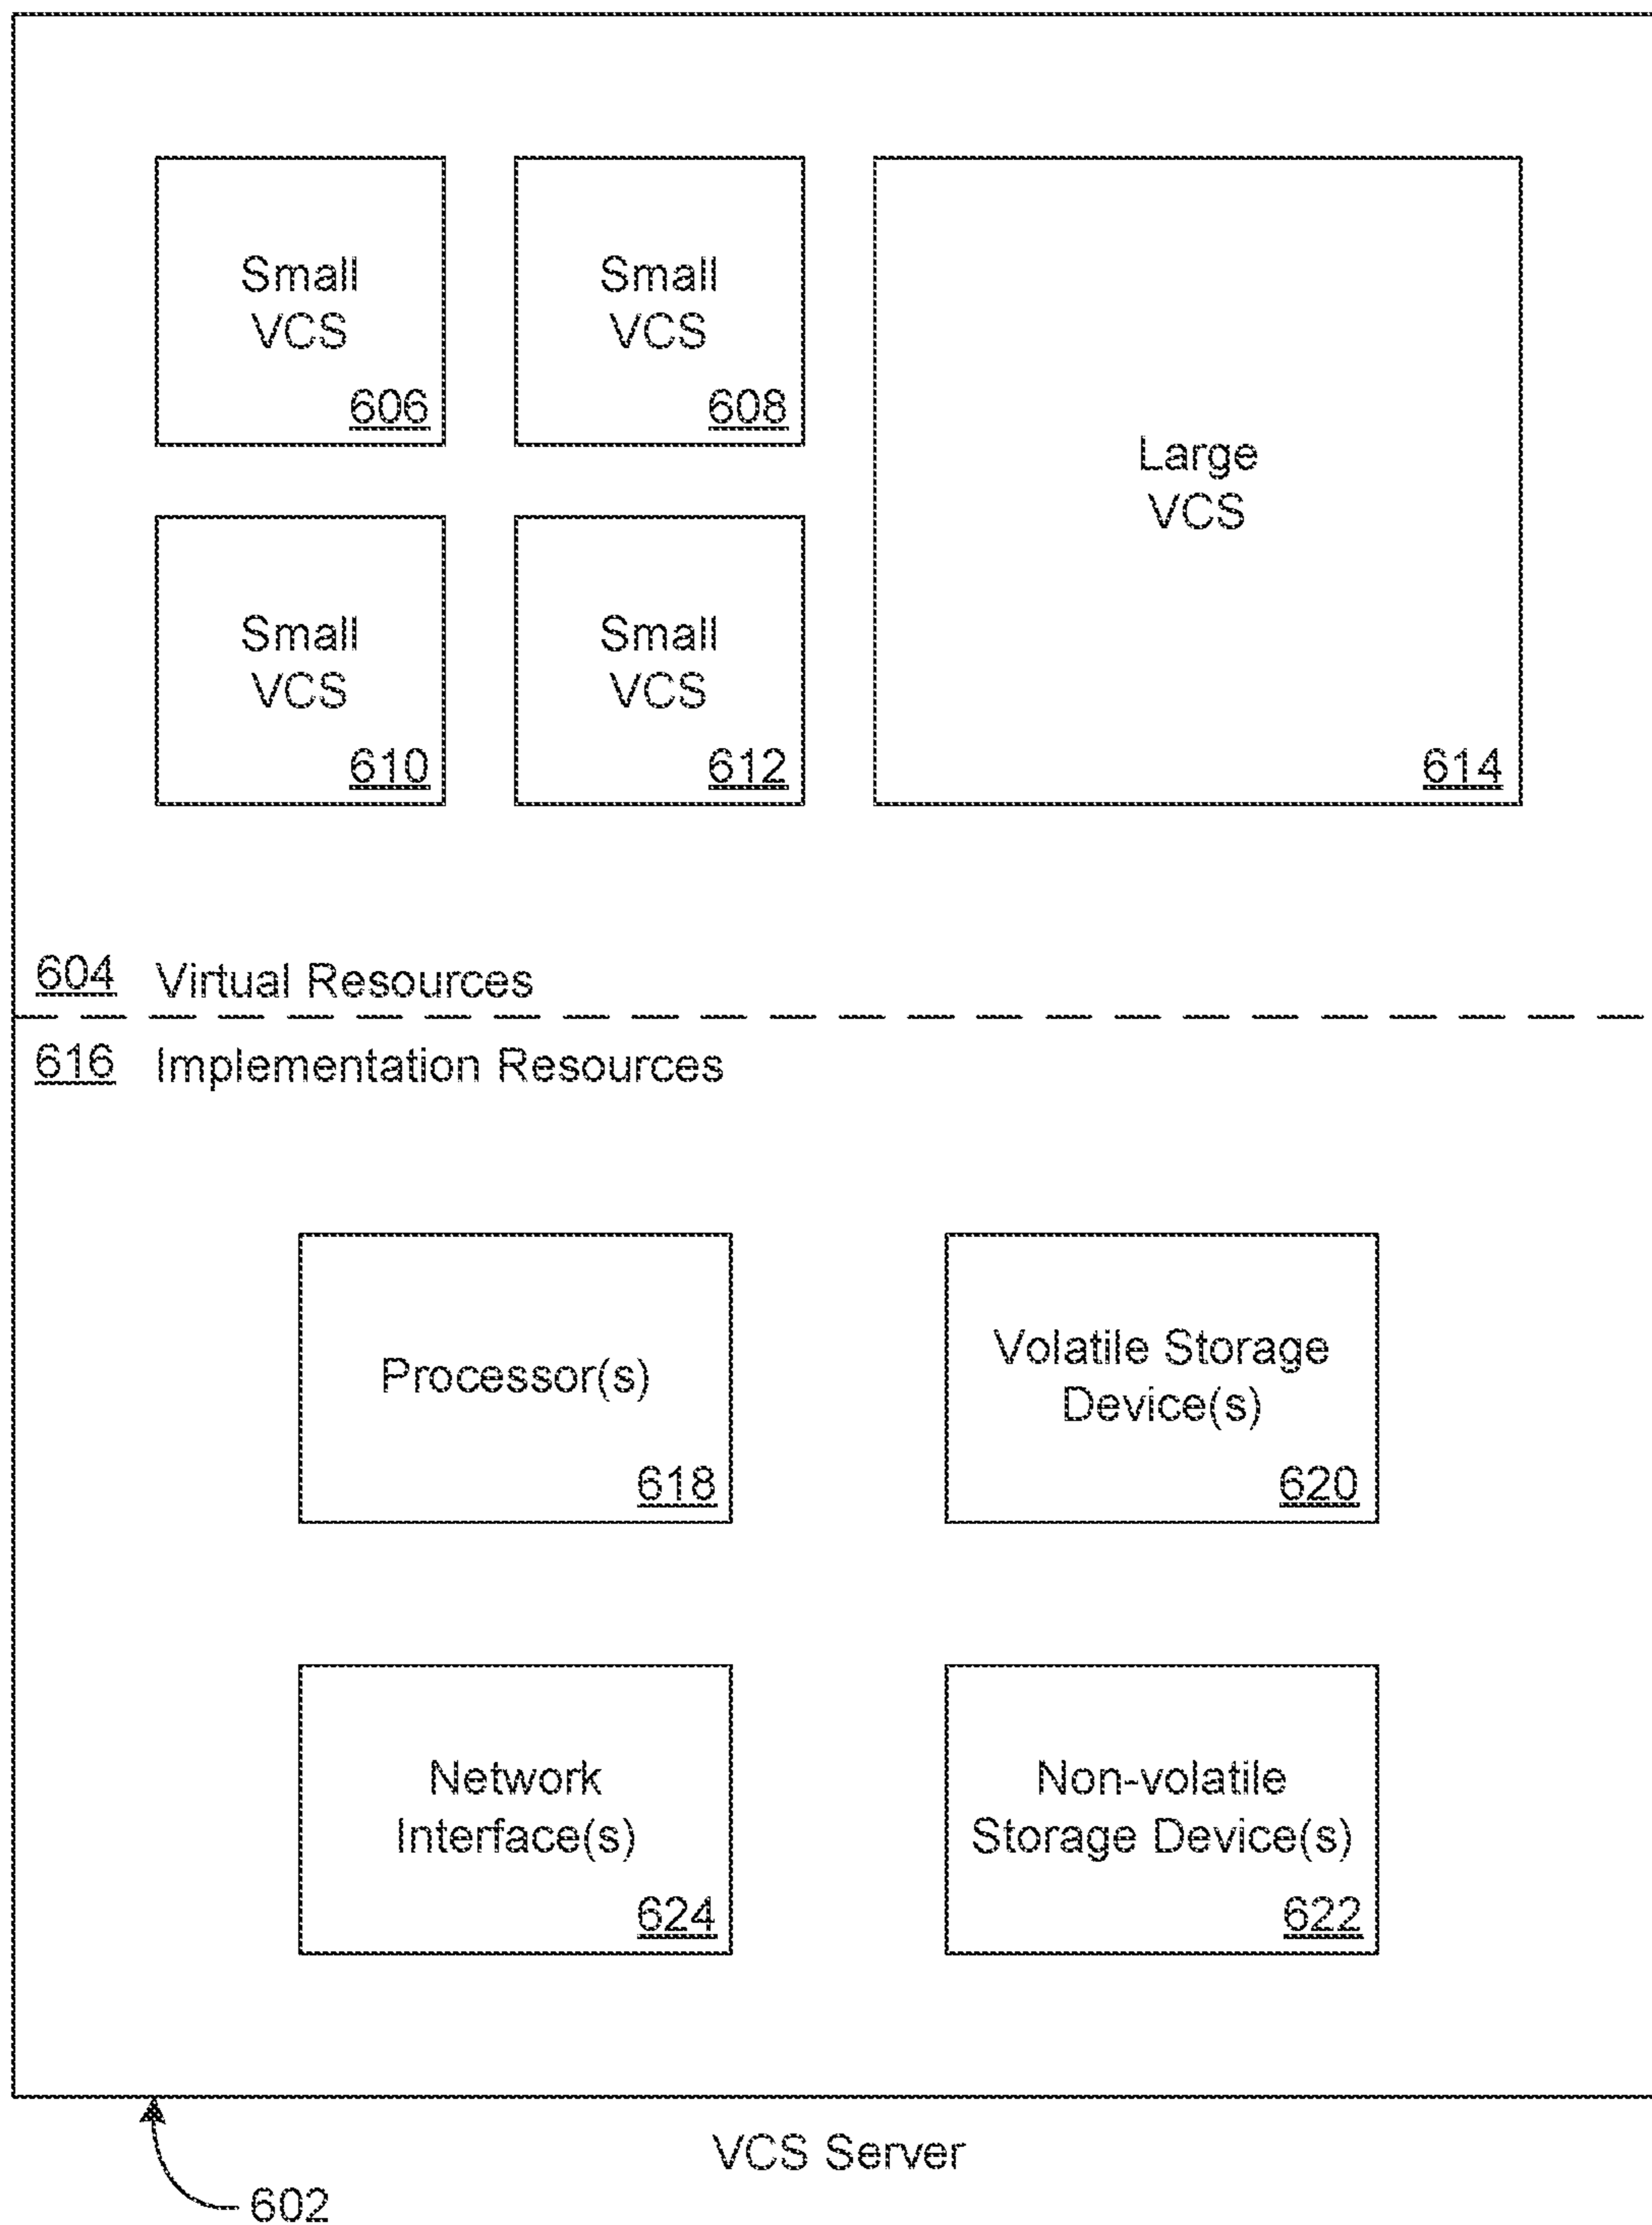 Small
VCS
606
Small
VCS
608
Large
VCS
614
Small
VCS
610
Small
VCS
612
604 Virtual Resources
616 Implementation Resources
Processor(s)
618
Volatile Storage
Device(s)
620
Network
Interface(s)
624
Non-volatile
Storage Device(s)
622
VCS Server
602